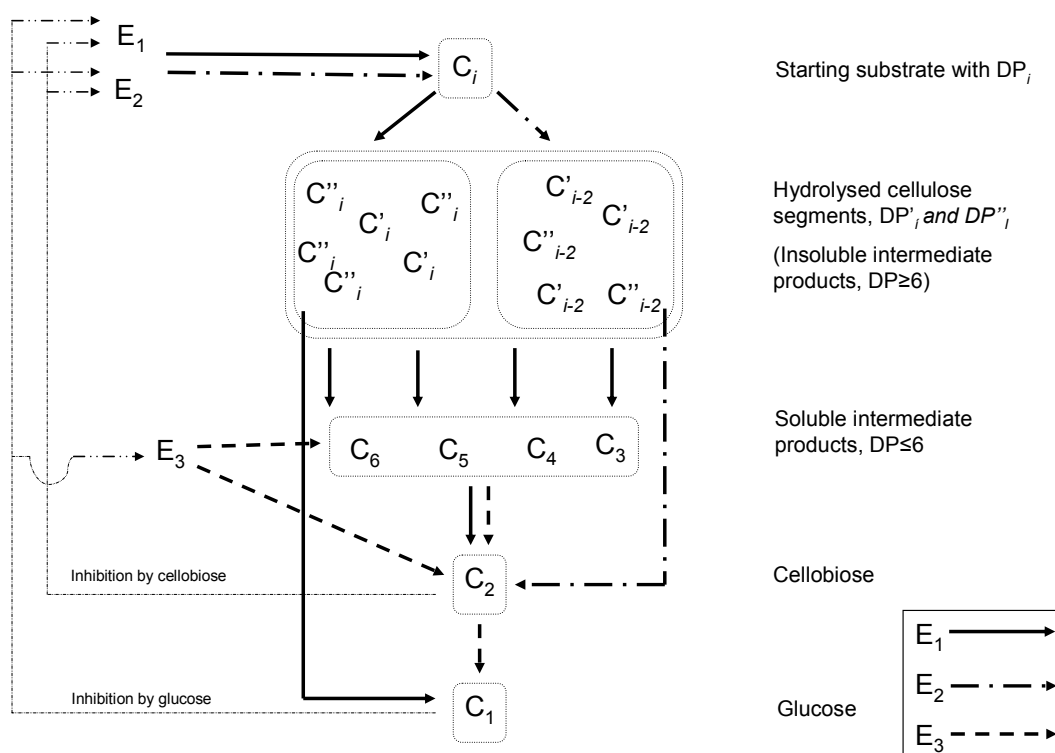 E₁
E₂
Cᵢ
Starting substrate with DPᵢ
C''ᵢ
C'ᵢ
C''ᵢ
C''ᵢ
C''ᵢ
C'ᵢ
C'ᵢ₋₂
C'ᵢ₋₂
C''ᵢ₋₂
C'ᵢ₋₂
C''ᵢ₋₂
Hydrolysed cellulose
segments, DP'ᵢ and DP''ₗ
(Insoluble intermediate
products, DP≥6)
E₃
C₆
C₅
C₄
C₃
Soluble intermediate
products, DP≤6
Inhibition by cellobiose
C₂
Cellobiose
Inhibition by glucose
C₁
Glucose
E₁
E₂
E₃